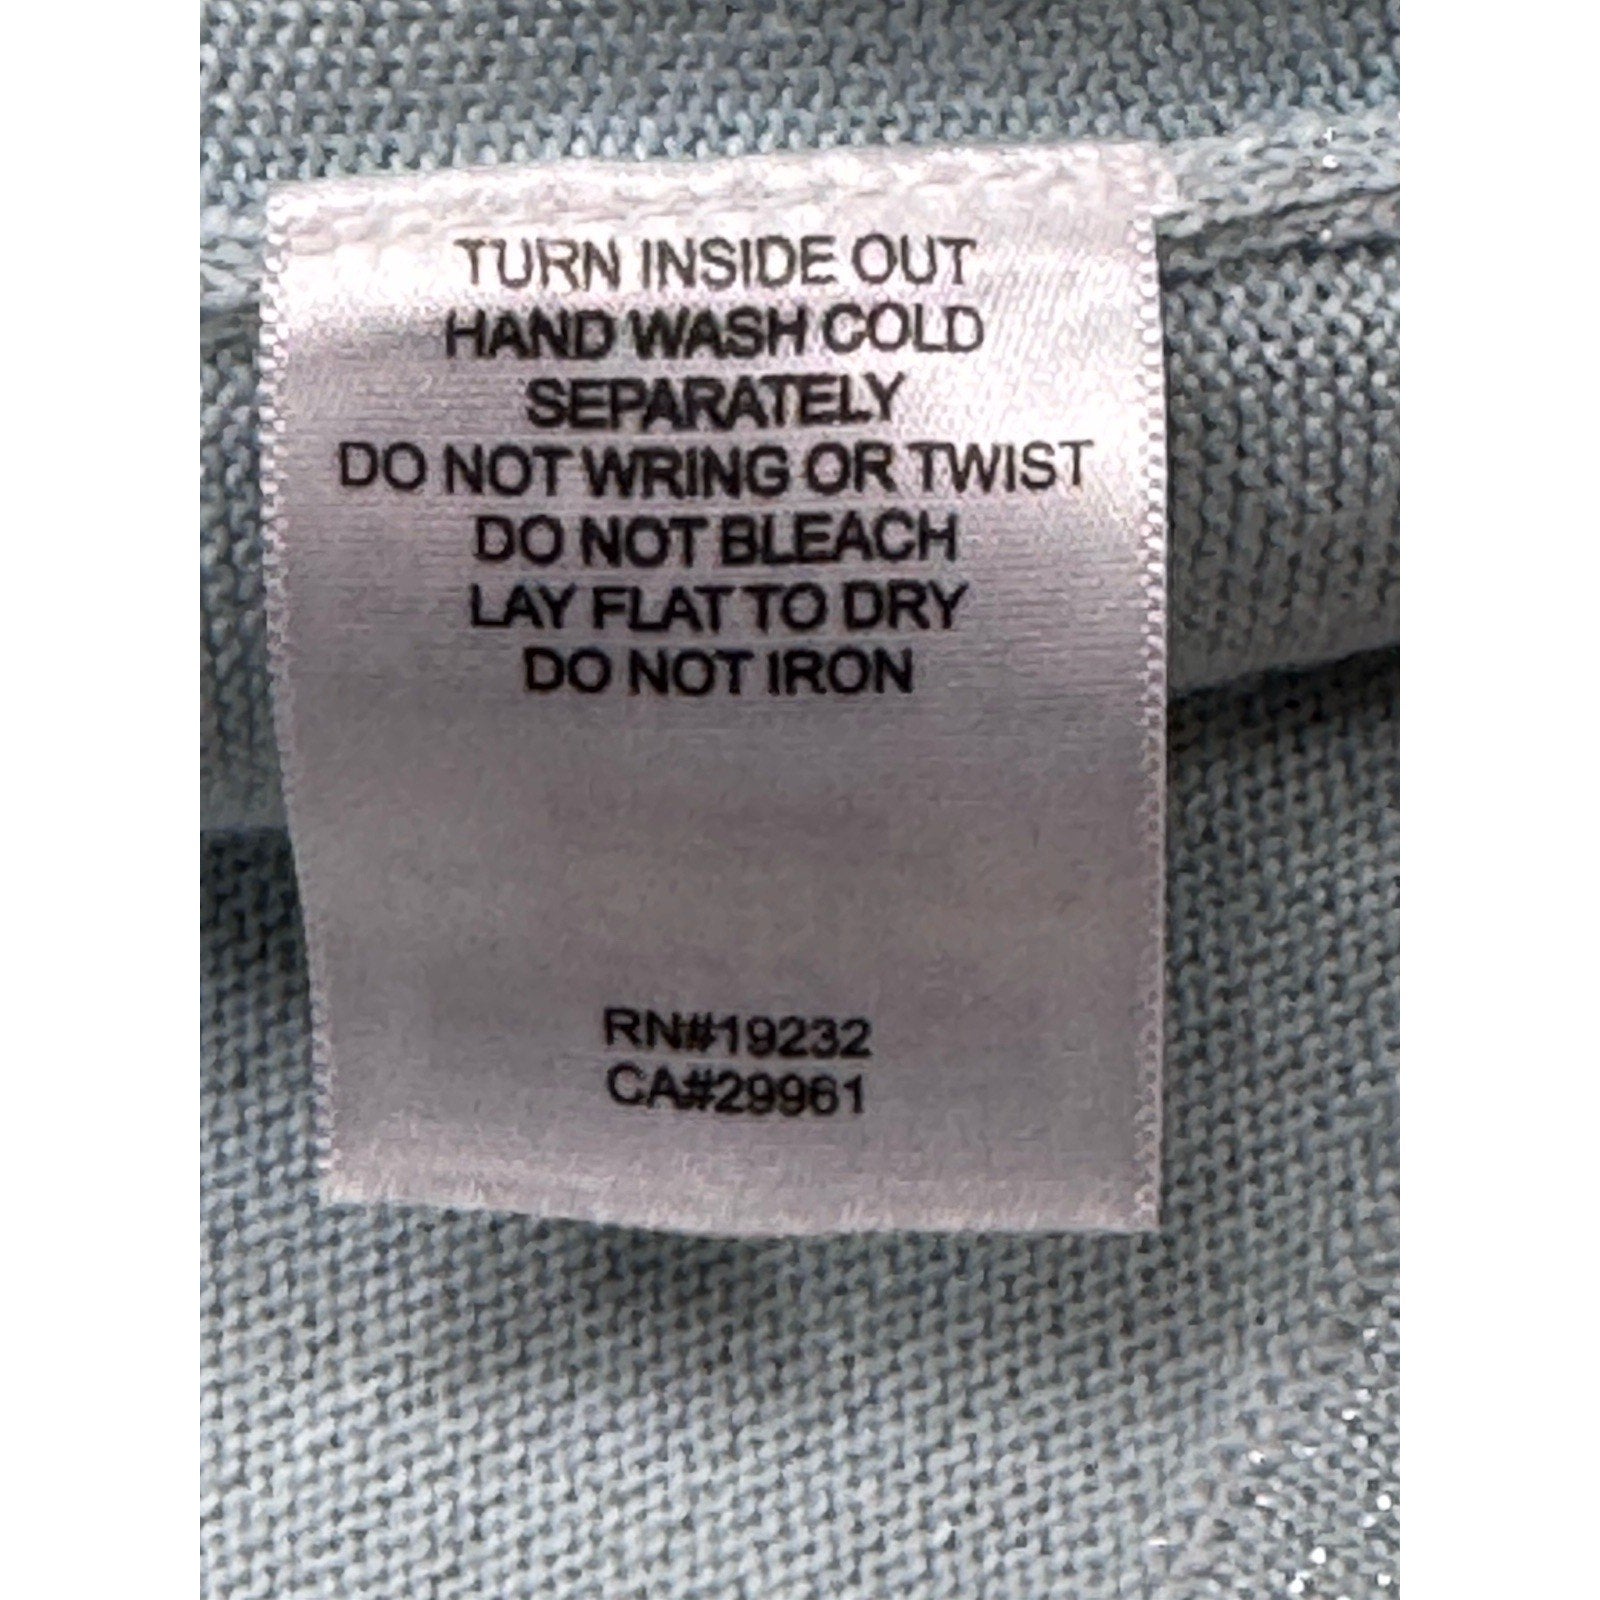 TURN INSIDE OUT
HAND WASH COLD
SEPARATELY
DO NOT WRING OR TWIST
DO NOT BLEACH
LAY FLAT TO DRY
DO NOT IRON
RN#19232
CA#29961